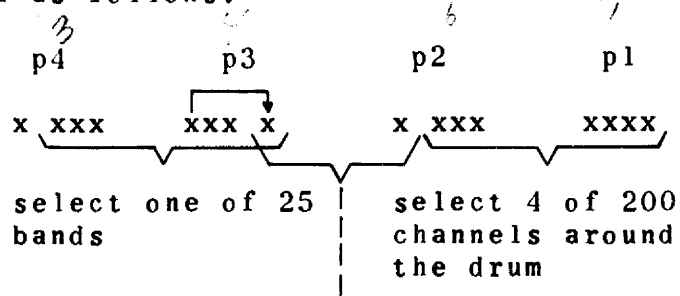 as follows:
3 6 1
p4 p3 p2 p1
x xxx xxx x x xxx xxxx
select one of 25 select 4 of 200
bands channels around
the drum